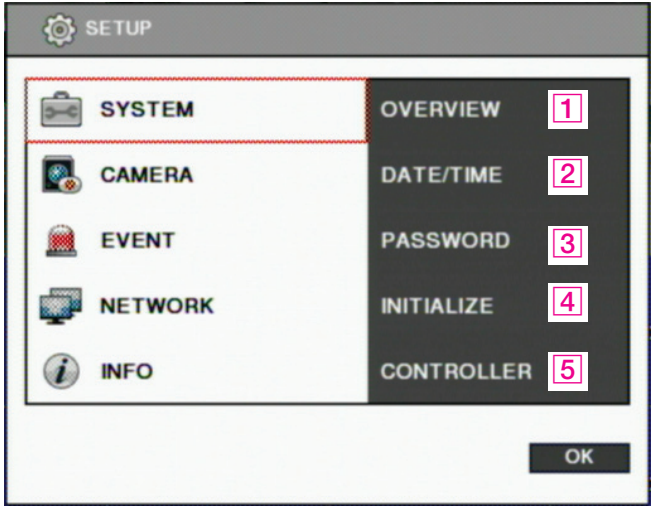 SETUP
SYSTEM OVERVIEW 1
CAMERA DATE/TIME 2
EVENT PASSWORD 3
NETWORK INITIALIZE 4
INFO CONTROLLER 5
OK